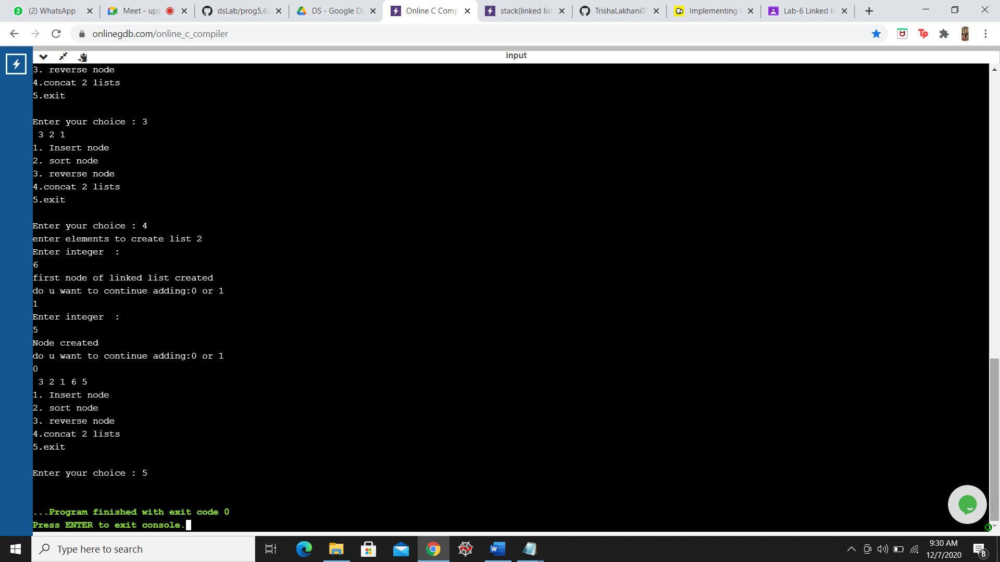 (2) WhatsApp
Meet - ups
dsLab/prog5,6.
DS - Google Dr
Online C Comp
stack(linked list
TrishaLakhani0
Implementing
Lab-6 Linked li
onlinegdb.com/online_c_compiler
input
3. reverse node
4.concat 2 lists
5.exit
Enter your choice : 3
3 2 1
1. Insert node
2. sort node
3. reverse node
4.concat 2 lists
5.exit
Enter your choice : 4
enter elements to create list 2
Enter integer  :
6
first node of linked list created
do u want to continue adding:0 or 1
1
Enter integer  :
5
Node created
do u want to continue adding:0 or 1
0
3 2 1 6 5
1. Insert node
2. sort node
3. reverse node
4.concat 2 lists
5.exit
Enter your choice : 5
...Program finished with exit code 0
Press ENTER to exit console.
Type here to search
9:30 AM
12/7/2020
8